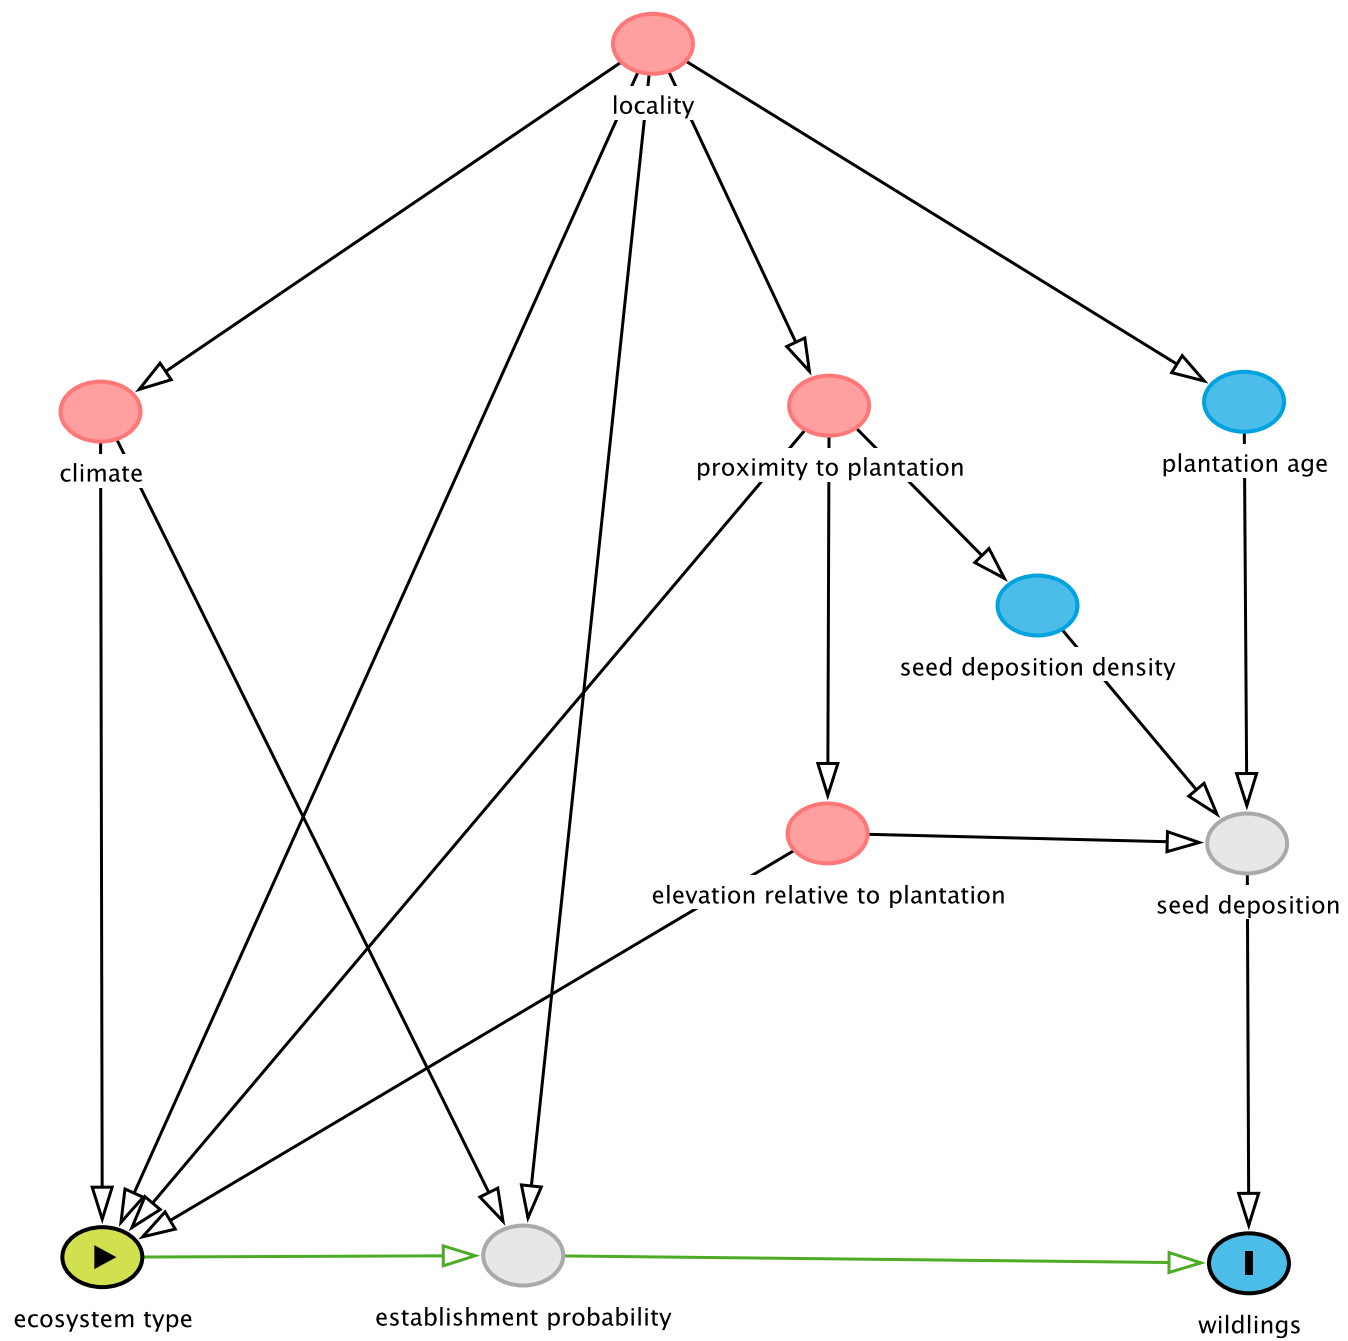 locality
climate
proximity to plantation
plantation age
seed deposition density
elevation relative to plantation
seed deposition
ecosystem type
establishment probability
wildlings